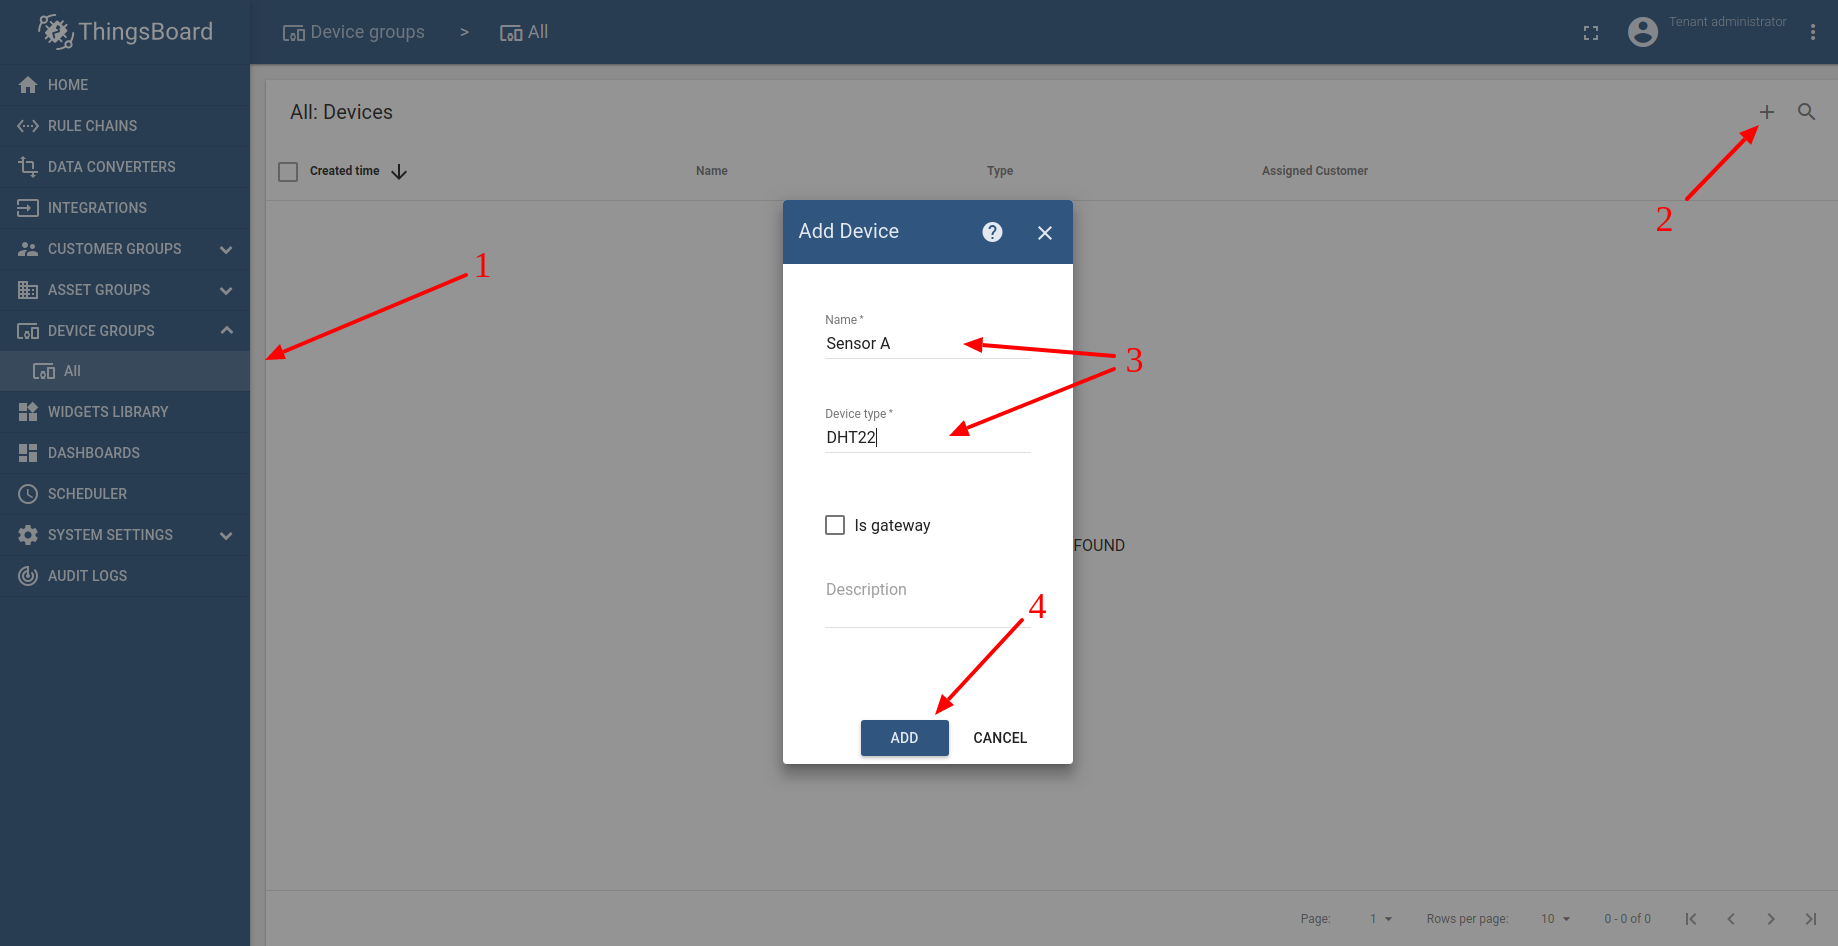 ThingsBoard
Device groups > All
Tenant administrator
HOME
RULE CHAINS
DATA CONVERTERS
INTEGRATIONS
CUSTOMER GROUPS
ASSET GROUPS
DEVICE GROUPS
All
WIDGETS LIBRARY
DASHBOARDS
SCHEDULER
SYSTEM SETTINGS
AUDIT LOGS
All: Devices
Created time Name Type Assigned Customer
1
2
Add Device
Name *
Sensor A
3
Device type *
DHT22
Is gateway
FOUND
Description
4
ADD CANCEL
Page: 1 Rows per page: 10 0 - 0 of 0